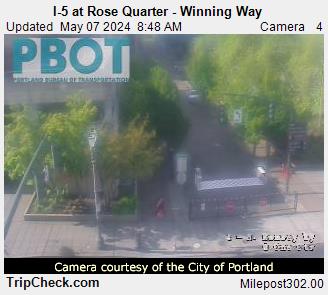 I-5 at Rose Quarter - Winning Way
Updated May 07 2024 8:48 AM Camera 4
PBOT
PORTLAND BUREAU OF TRANSPORTATION
Camera courtesy of the City of Portland
TripCheck.com Milepost302.00